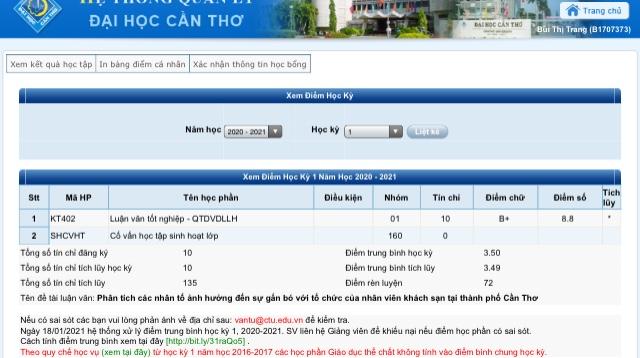 HỆ THỐNG QUẢN LÝ
ĐẠI HỌC CẦN THƠ
ĐẠI HỌC CẦN THƠ
Trang chủ
Bùi Thị Trang (B1707373)
Xem kết quả học tập In bảng điểm cá nhân Xác nhận thông tin học bổng
Xem Điểm Học Kỳ
Năm học 2020 - 2021 Học kỳ 1 Liệt kê
Xem Điểm Học Kỳ 1 Năm Học 2020 - 2021
Stt Mã HP Tên học phần Điều kiện Nhóm Tín chỉ Điểm chữ Điểm số Tích lũy
1 KT402 Luận văn tốt nghiệp - QTDVDLLH 01 10 B+ 8.8 *
2 SHCVHT Cố vấn học tập sinh hoạt lớp 160 0
Tổng số tín chỉ đăng ký 10 Điểm trung bình học kỳ 3.50
Tổng số tín chỉ tích lũy học kỳ 10 Điểm trung bình tích lũy 3.49
Tổng số tín chỉ tích lũy 135 Điểm rèn luyện 72
Tên đề tài luận văn: Phân tích các nhân tố ảnh hưởng đến sự gắn bó với tổ chức của nhân viên khách sạn tại thành phố Cần Thơ
Nếu có sai sót các bạn vui lòng phản ánh về địa chỉ sau: vantu@ctu.edu.vn để kiểm tra.
Ngày 18/01/2021 hệ thống xử lý điểm trung bình học kỳ 1, 2020-2021. SV liên hệ Giảng viên để khiếu nại nếu điểm học phần có sai sót.
Cách tính điểm trung bình xem tại đây [http://bit.ly/31raQo5] .
Theo quy chế học vụ (xem tại đây) từ học kỳ 1 năm học 2016-2017 các học phần Giáo dục thể chất không tính vào điểm bình chung học kỳ.